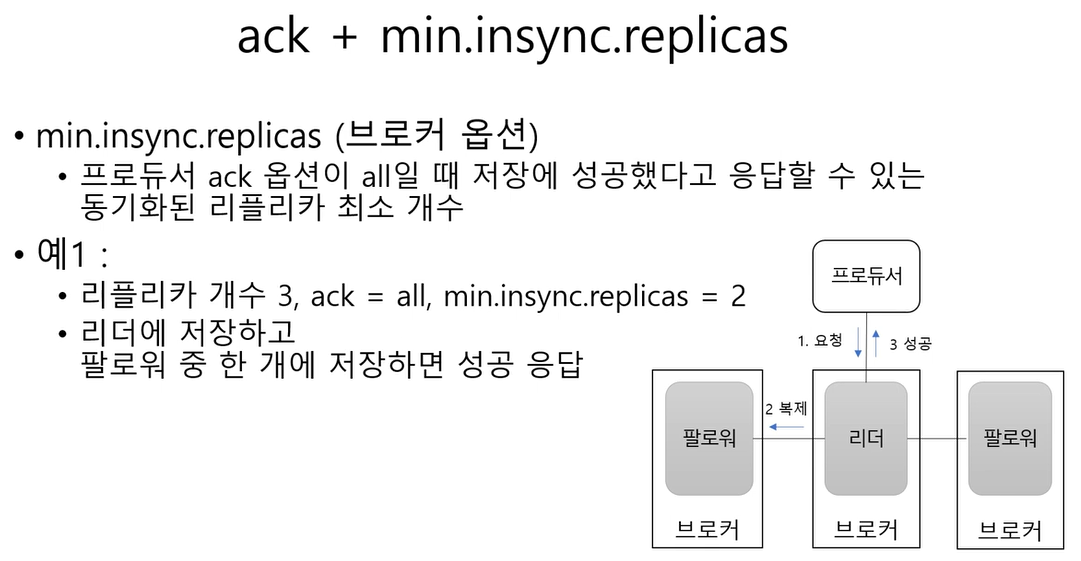 ack + min.insync.replicas
• min.insync.replicas (브로커 옵션)
• 프로듀서 ack 옵션이 all일 때 저장에 성공했다고 응답할 수 있는
동기화된 리플리카 최소 개수
• 예1 :
• 리플리카 개수 3, ack = all, min.insync.replicas = 2
• 리더에 저장하고
팔로워 중 한 개에 저장하면 성공 응답
프로듀서
1. 요청
3 성공
2 복제
팔로워
리더
팔로워
브로커
브로커
브로커